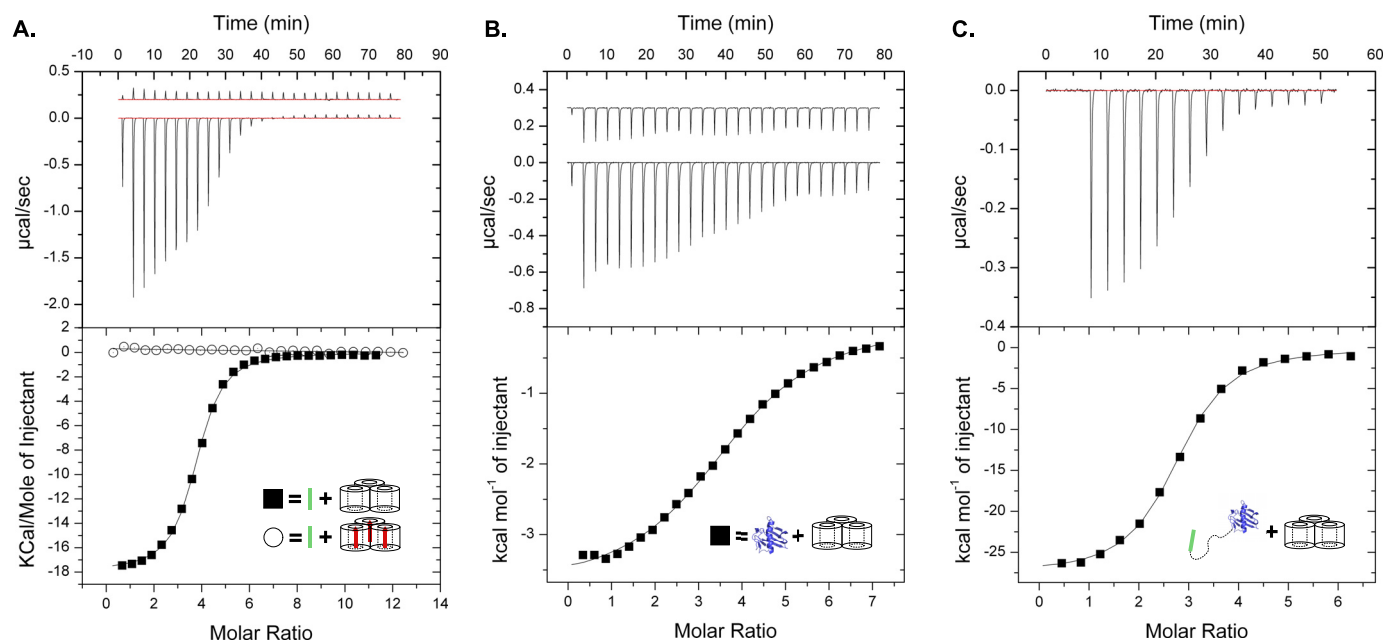 A.
Time (min)
-10 0 10 20 30 40 50 60 70 80 90
0.5
0.0
-0.5
-1.0
-1.5
-2.0
µcal/sec
2
0
-2
-4
-6
-8
-10
-12
-14
-16
-18
KCal/Mole of Injectant
= +
= +
0 2 4 6 8 10 12 14
Molar Ratio
B.
Time (min)
0 10 20 30 40 50 60 70 80 90
0.4
0.2
0.0
-0.2
-0.4
-0.6
-0.8
µcal/sec
-1
-2
-3
kcal mol⁻¹ of injectant
= +
0 1 2 3 4 5 6 7
Molar Ratio
C.
Time (min)
0 10 20 30 40 50 60
0.0
-0.1
-0.2
-0.3
-0.4
µcal/sec
0
-5
-10
-15
-20
-25
kcal mol⁻¹ of injectant
+
0 1 2 3 4 5 6
Molar Ratio